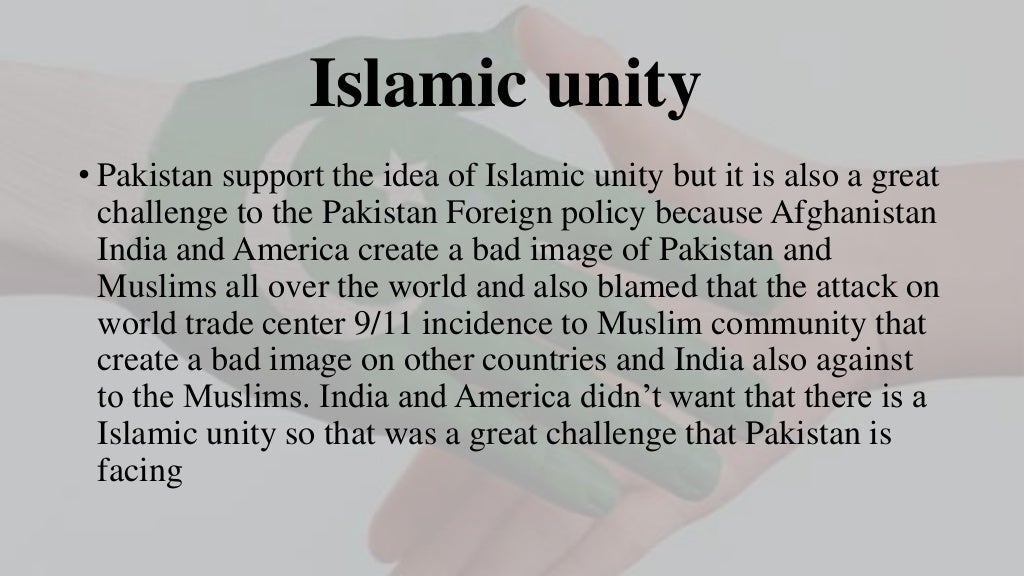 Islamic unity
• Pakistan support the idea of Islamic unity but it is also a great
challenge to the Pakistan Foreign policy because Afghanistan
India and America create a bad image of Pakistan and
Muslims all over the world and also blamed that the attack on
world trade center 9/11 incidence to Muslim community that
create a bad image on other countries and India also against
to the Muslims. India and America didn’t want that there is a
Islamic unity so that was a great challenge that Pakistan is
facing